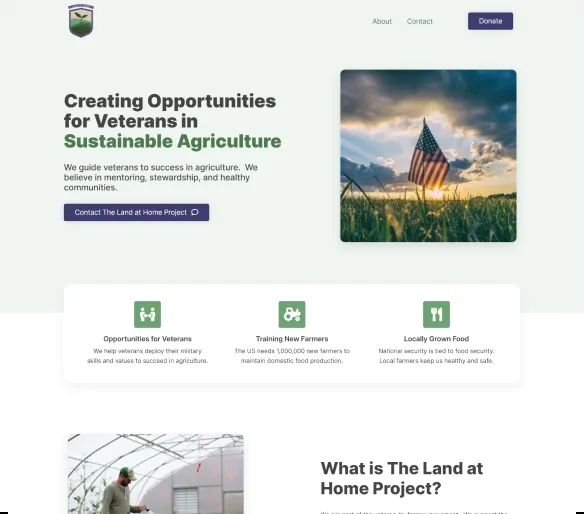 About
Contact
Donate
Creating Opportunities
for Veterans in
Sustainable Agriculture
We guide veterans to success in agriculture. We
believe in mentoring, stewardship, and healthy
communities.
Contact The Land at Home Project
Opportunities for Veterans
We help veterans deploy their military
skills and values to succeed in agriculture.
Training New Farmers
The US needs 1,000,000 new farmers to
maintain domestic food production.
Locally Grown Food
National security is tied to food security.
Local farmers keep us healthy and safe.
What is The Land at
Home Project?